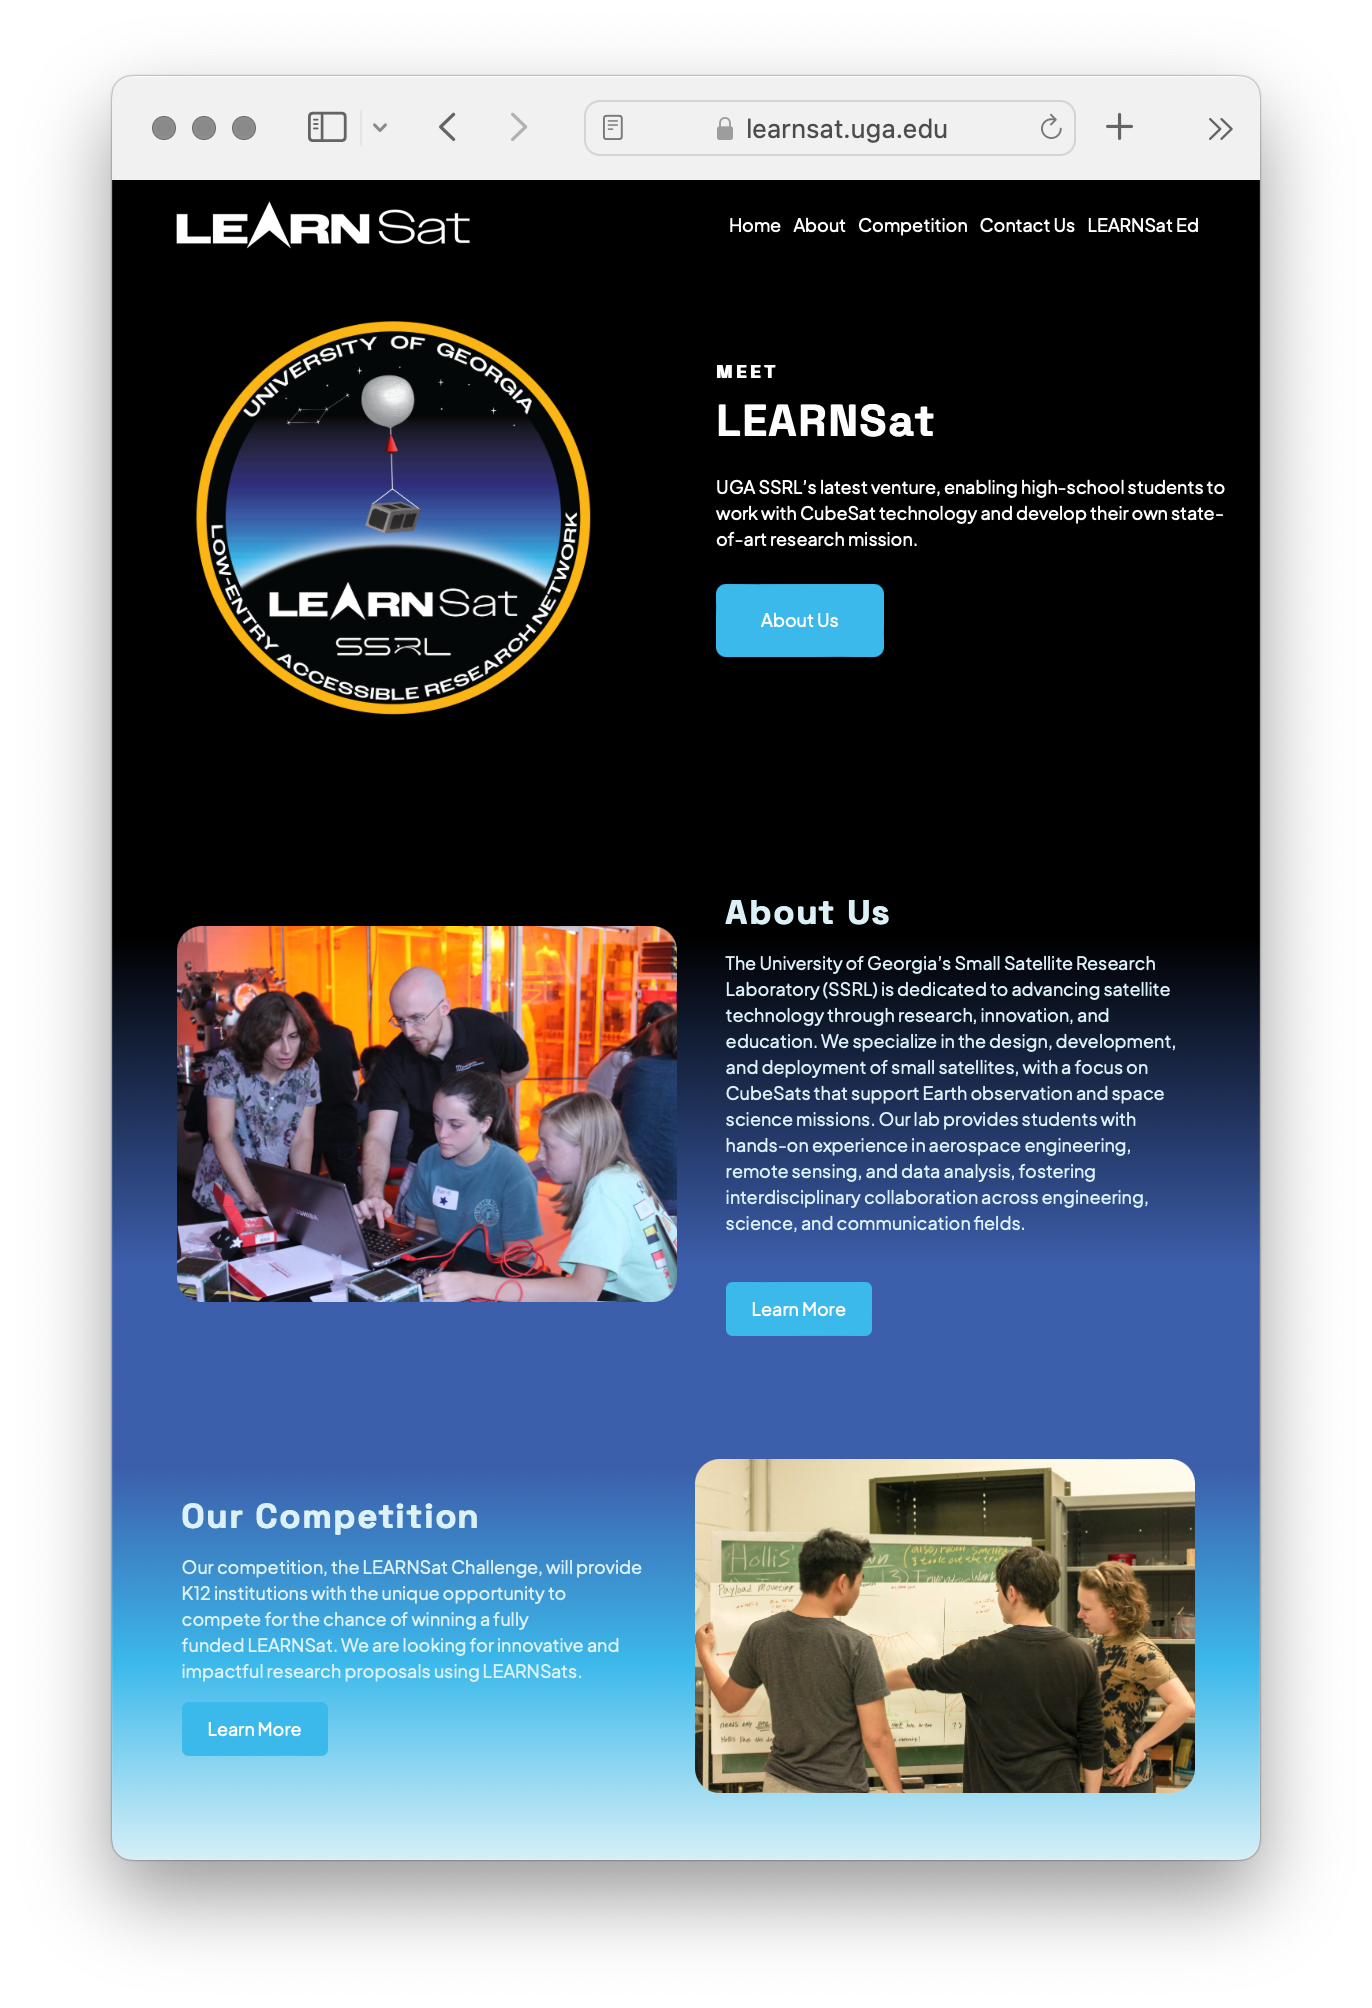 learnsat.uga.edu
LEARN Sat
Home About Competition Contact Us LEARNSat Ed
UNIVERSITY OF GEORGIA
LEARN Sat
SSRL
LOW-ENTRY ACCESSIBLE RESEARCH NETWORK
MEET
LEARNSat
UGA SSRL’s latest venture, enabling high-school students to
work with CubeSat technology and develop their own state-
of-art research mission.
About Us
About Us
The University of Georgia’s Small Satellite Research
Laboratory (SSRL) is dedicated to advancing satellite
technology through research, innovation, and
education. We specialize in the design, development,
and deployment of small satellites, with a focus on
CubeSats that support Earth observation and space
science missions. Our lab provides students with
hands-on experience in aerospace engineering,
remote sensing, and data analysis, fostering
interdisciplinary collaboration across engineering,
science, and communication fields.
Learn More
TOSHIBA
Our Competition
Our competition, the LEARNSat Challenge, will provide
K12 institutions with the unique opportunity to
compete for the chance of winning a fully
funded LEARNSat. We are looking for innovative and
impactful research proposals using LEARNSats.
Learn More
Hollis'
Payload Mounting